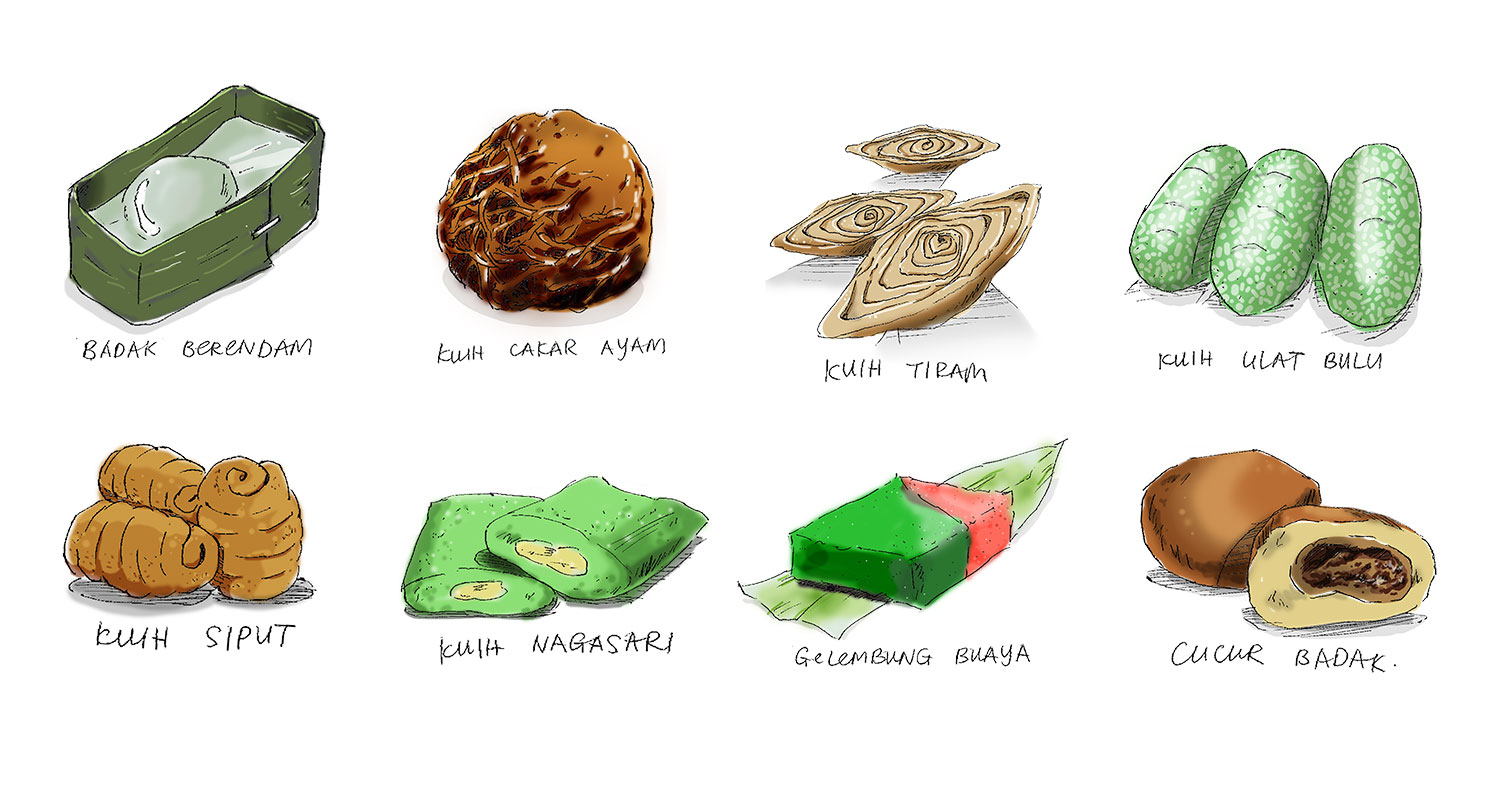 BADAK BERENDAM
KUIH CAKAR AYAM
KUIH TIRAM
KUIH ULAT BULU
KUIH SIPUT
KUIH NAGASARI
GELEMBUNG BUAYA
CUCUR BADAK.